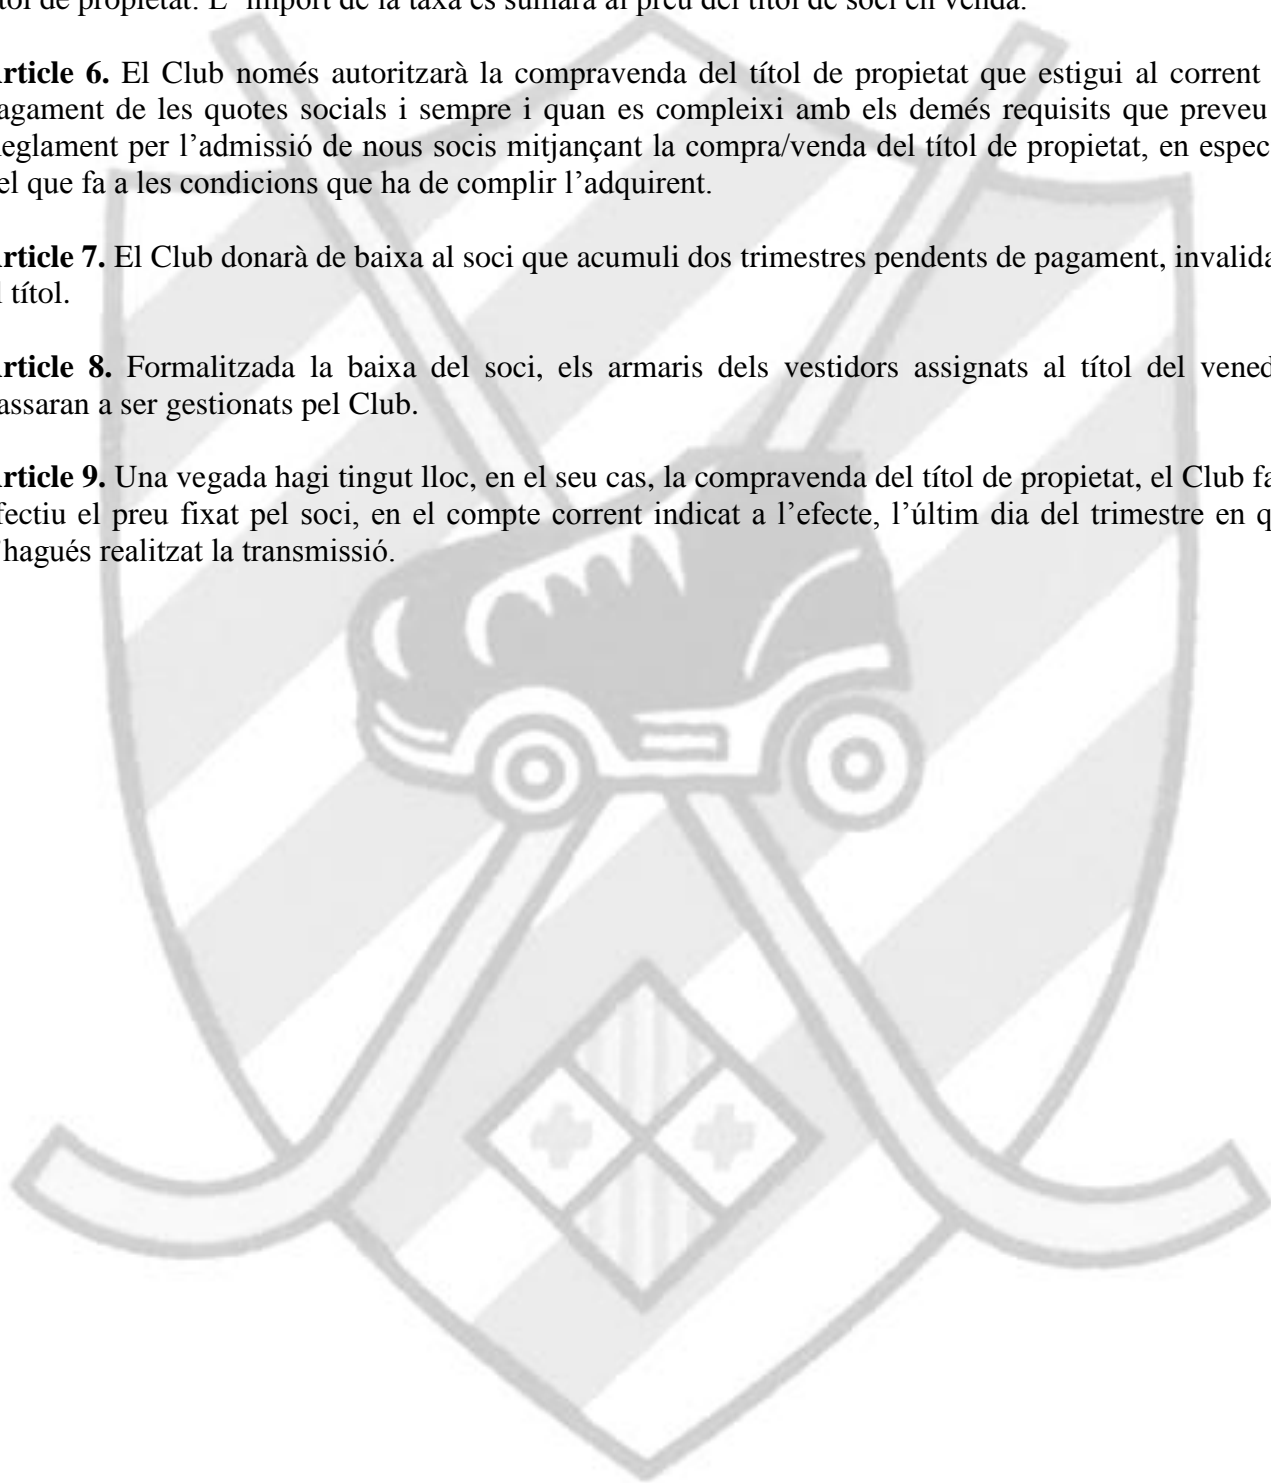 de propietat. L' import de la taxa es sumarà al preu del títol de soci en venda.
rticle 6. El Club només autoritzarà la compravenda del títol de propietat que estigui al corrent
agament de les quotes socials i sempre i quan es compleixi amb els demés requisits que preveu
eglament per l'admissió de nous socis mitjançant la compra/venda del títol de propietat, en espec
el que fa a les condicions que ha de complir l'adquirent.
rticle 7. El Club donarà de baixa al soci que acumuli dos trimestres pendents de pagament, invalida
l títol.
rticle 8. Formalitzada la baixa del soci, els armaris dels vestidors assignats al títol del vened
assaran a ser gestionats pel Club.
rticle 9. Una vegada hagi tingut lloc, en el seu cas, la compravenda del títol de propietat, el Club fa
fectiu el preu fixat pel soci, en el compte corrent indicat a l'efecte, l'últim dia del trimestre en q
'hagués realitzat la transmissió.